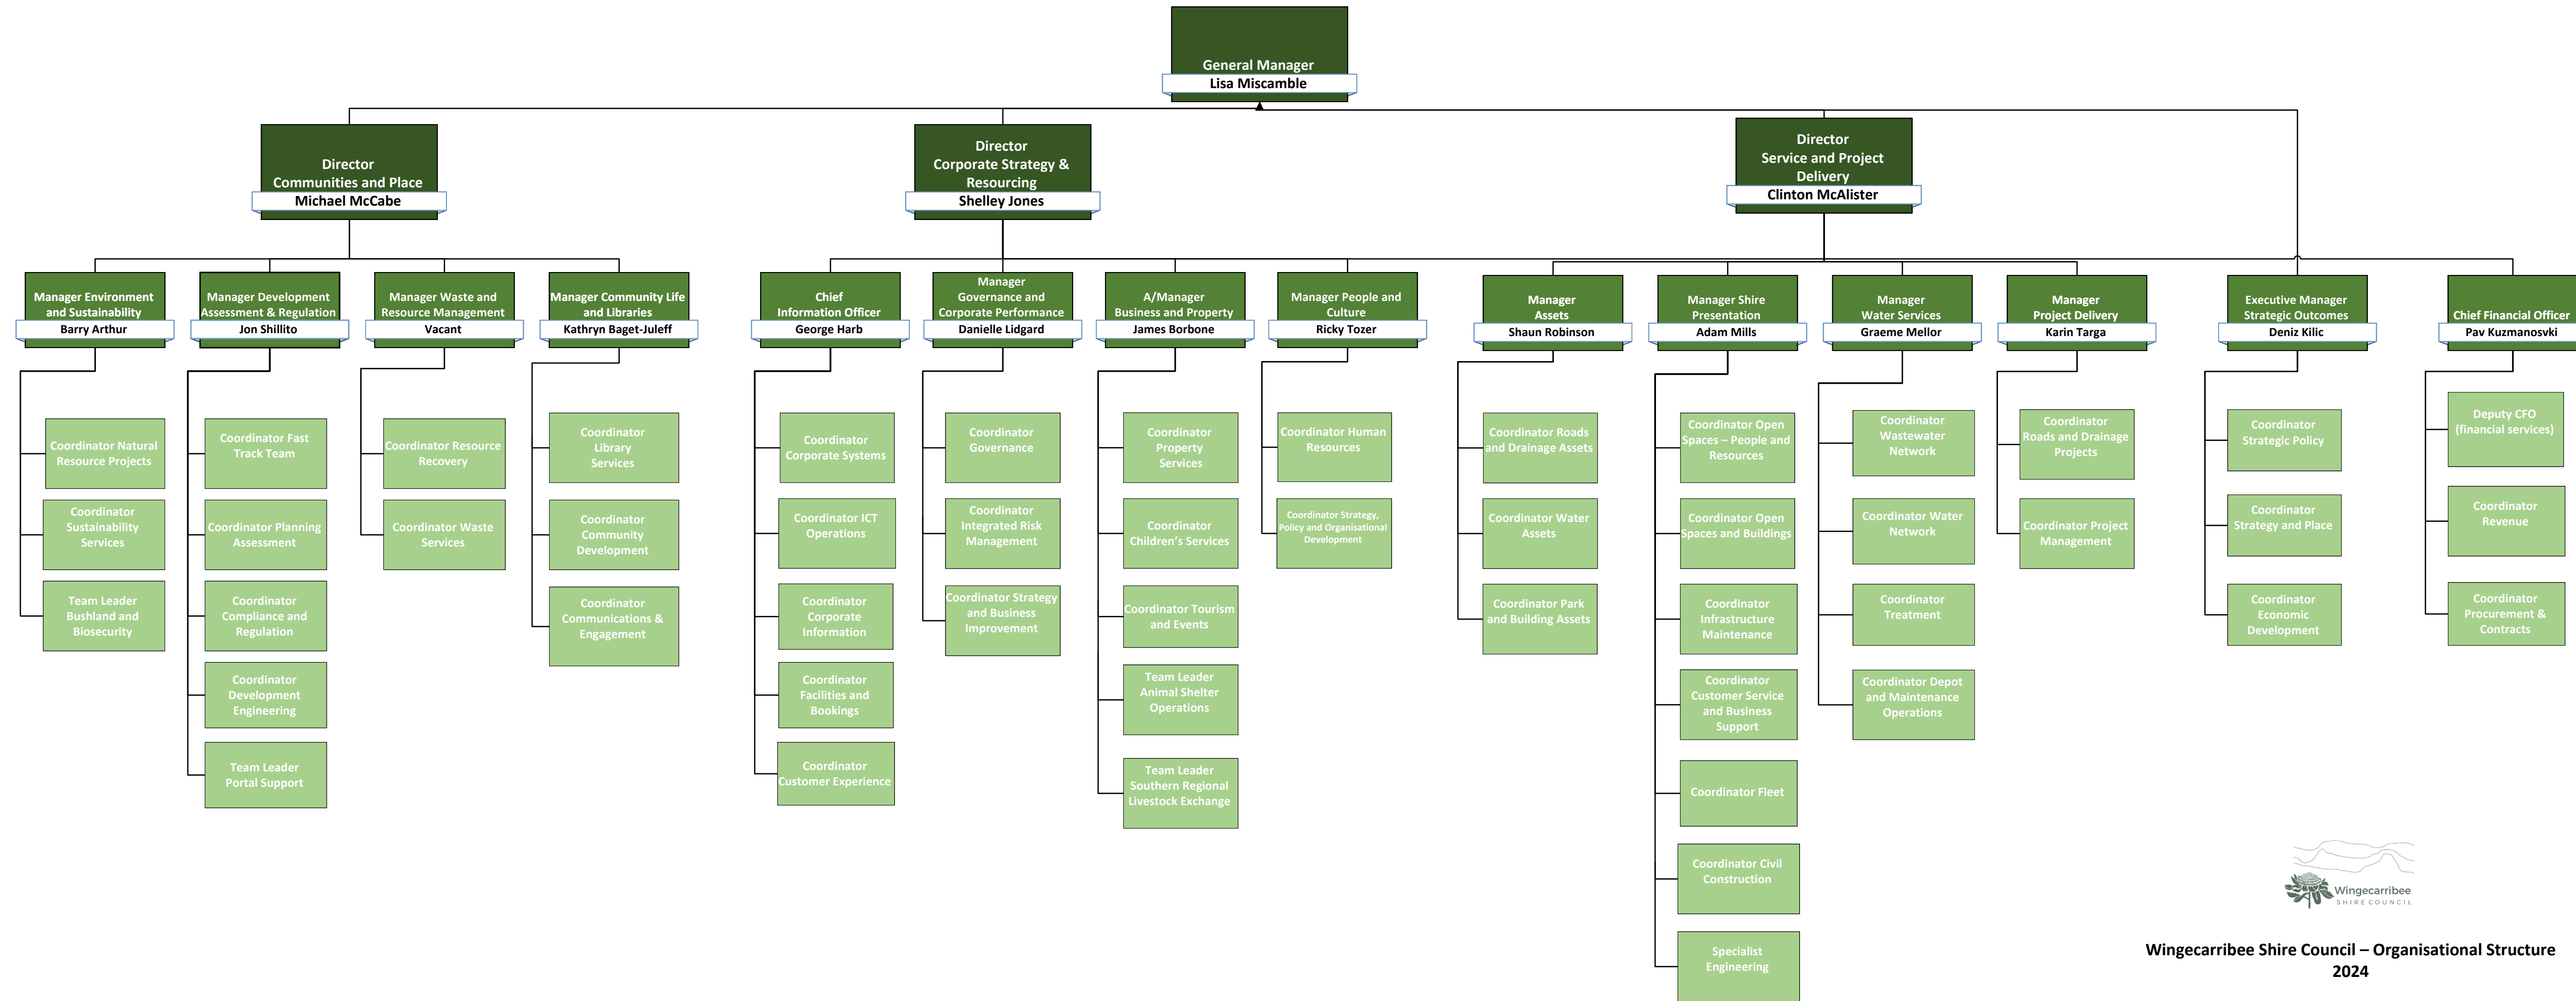 General Manager
Lisa Miscamble
Director
Communities and Place
Michael McCabe
Director
Corporate Strategy &
Resourcing
Shelley Jones
Director
Service and Project
Delivery
Clinton McAlister
Manager Environment
and Sustainability
Barry Arthur
Manager Development
Assessment & Regulation
Jon Shillito
Manager Waste and
Resource Management
Vacant
Manager Community Life
and Libraries
Kathryn Baget-Juleff
Chief
Information Officer
George Harb
Manager
Governance and
Corporate Performance
Danielle Lidgard
A/Manager
Business and Property
James Borbone
Manager People and
Culture
Ricky Tozer
Manager
Assets
Shaun Robinson
Manager Shire
Presentation
Adam Mills
Manager
Water Services
Graeme Mellor
Manager
Project Delivery
Karin Targa
Executive Manager
Strategic Outcomes
Deniz Kilic
Chief Financial Officer
Pav Kuzmanosvki
Coordinator Natural
Resource Projects
Coordinator
Sustainability
Services
Team Leader
Bushland and
Biosecurity
Coordinator Fast
Track Team
Coordinator Planning
Assessment
Coordinator
Compliance and
Regulation
Coordinator
Development
Engineering
Team Leader
Portal Support
Coordinator Resource
Recovery
Coordinator Waste
Services
Coordinator
Library
Services
Coordinator
Community
Development
Coordinator
Communications &
Engagement
Coordinator
Corporate Systems
Coordinator ICT
Operations
Coordinator
Corporate
Information
Coordinator
Facilities and
Bookings
Coordinator
Customer Experience
Coordinator
Governance
Coordinator
Integrated Risk
Management
Coordinator Strategy
and Business
Improvement
Coordinator
Property
Services
Coordinator
Children's Services
Coordinator Tourism
and Events
Team Leader
Animal Shelter
Operations
Team Leader
Southern Regional
Livestock Exchange
Coordinator Human
Resources
Coordinator Strategy,
Policy and Organisational
Development
Coordinator Roads
and Drainage Assets
Coordinator Water
Assets
Coordinator Park
and Building Assets
Coordinator Open
Spaces – People and
Resources
Coordinator Open
Spaces and Buildings
Coordinator
Infrastructure
Maintenance
Coordinator
Customer Service
and Business
Support
Coordinator Fleet
Coordinator Civil
Construction
Specialist
Engineering
Coordinator
Wastewater
Network
Coordinator Water
Network
Coordinator
Treatment
Coordinator Depot
and Maintenance
Operations
Coordinator
Roads and Drainage
Projects
Coordinator Project
Management
Coordinator
Strategic Policy
Coordinator
Strategy and Place
Coordinator
Economic
Development
Deputy CFO
(financial services)
Coordinator
Revenue
Coordinator
Procurement &
Contracts
Wingecarribee
SHIRE COUNCIL
Wingecarribee Shire Council – Organisational Structure
2024